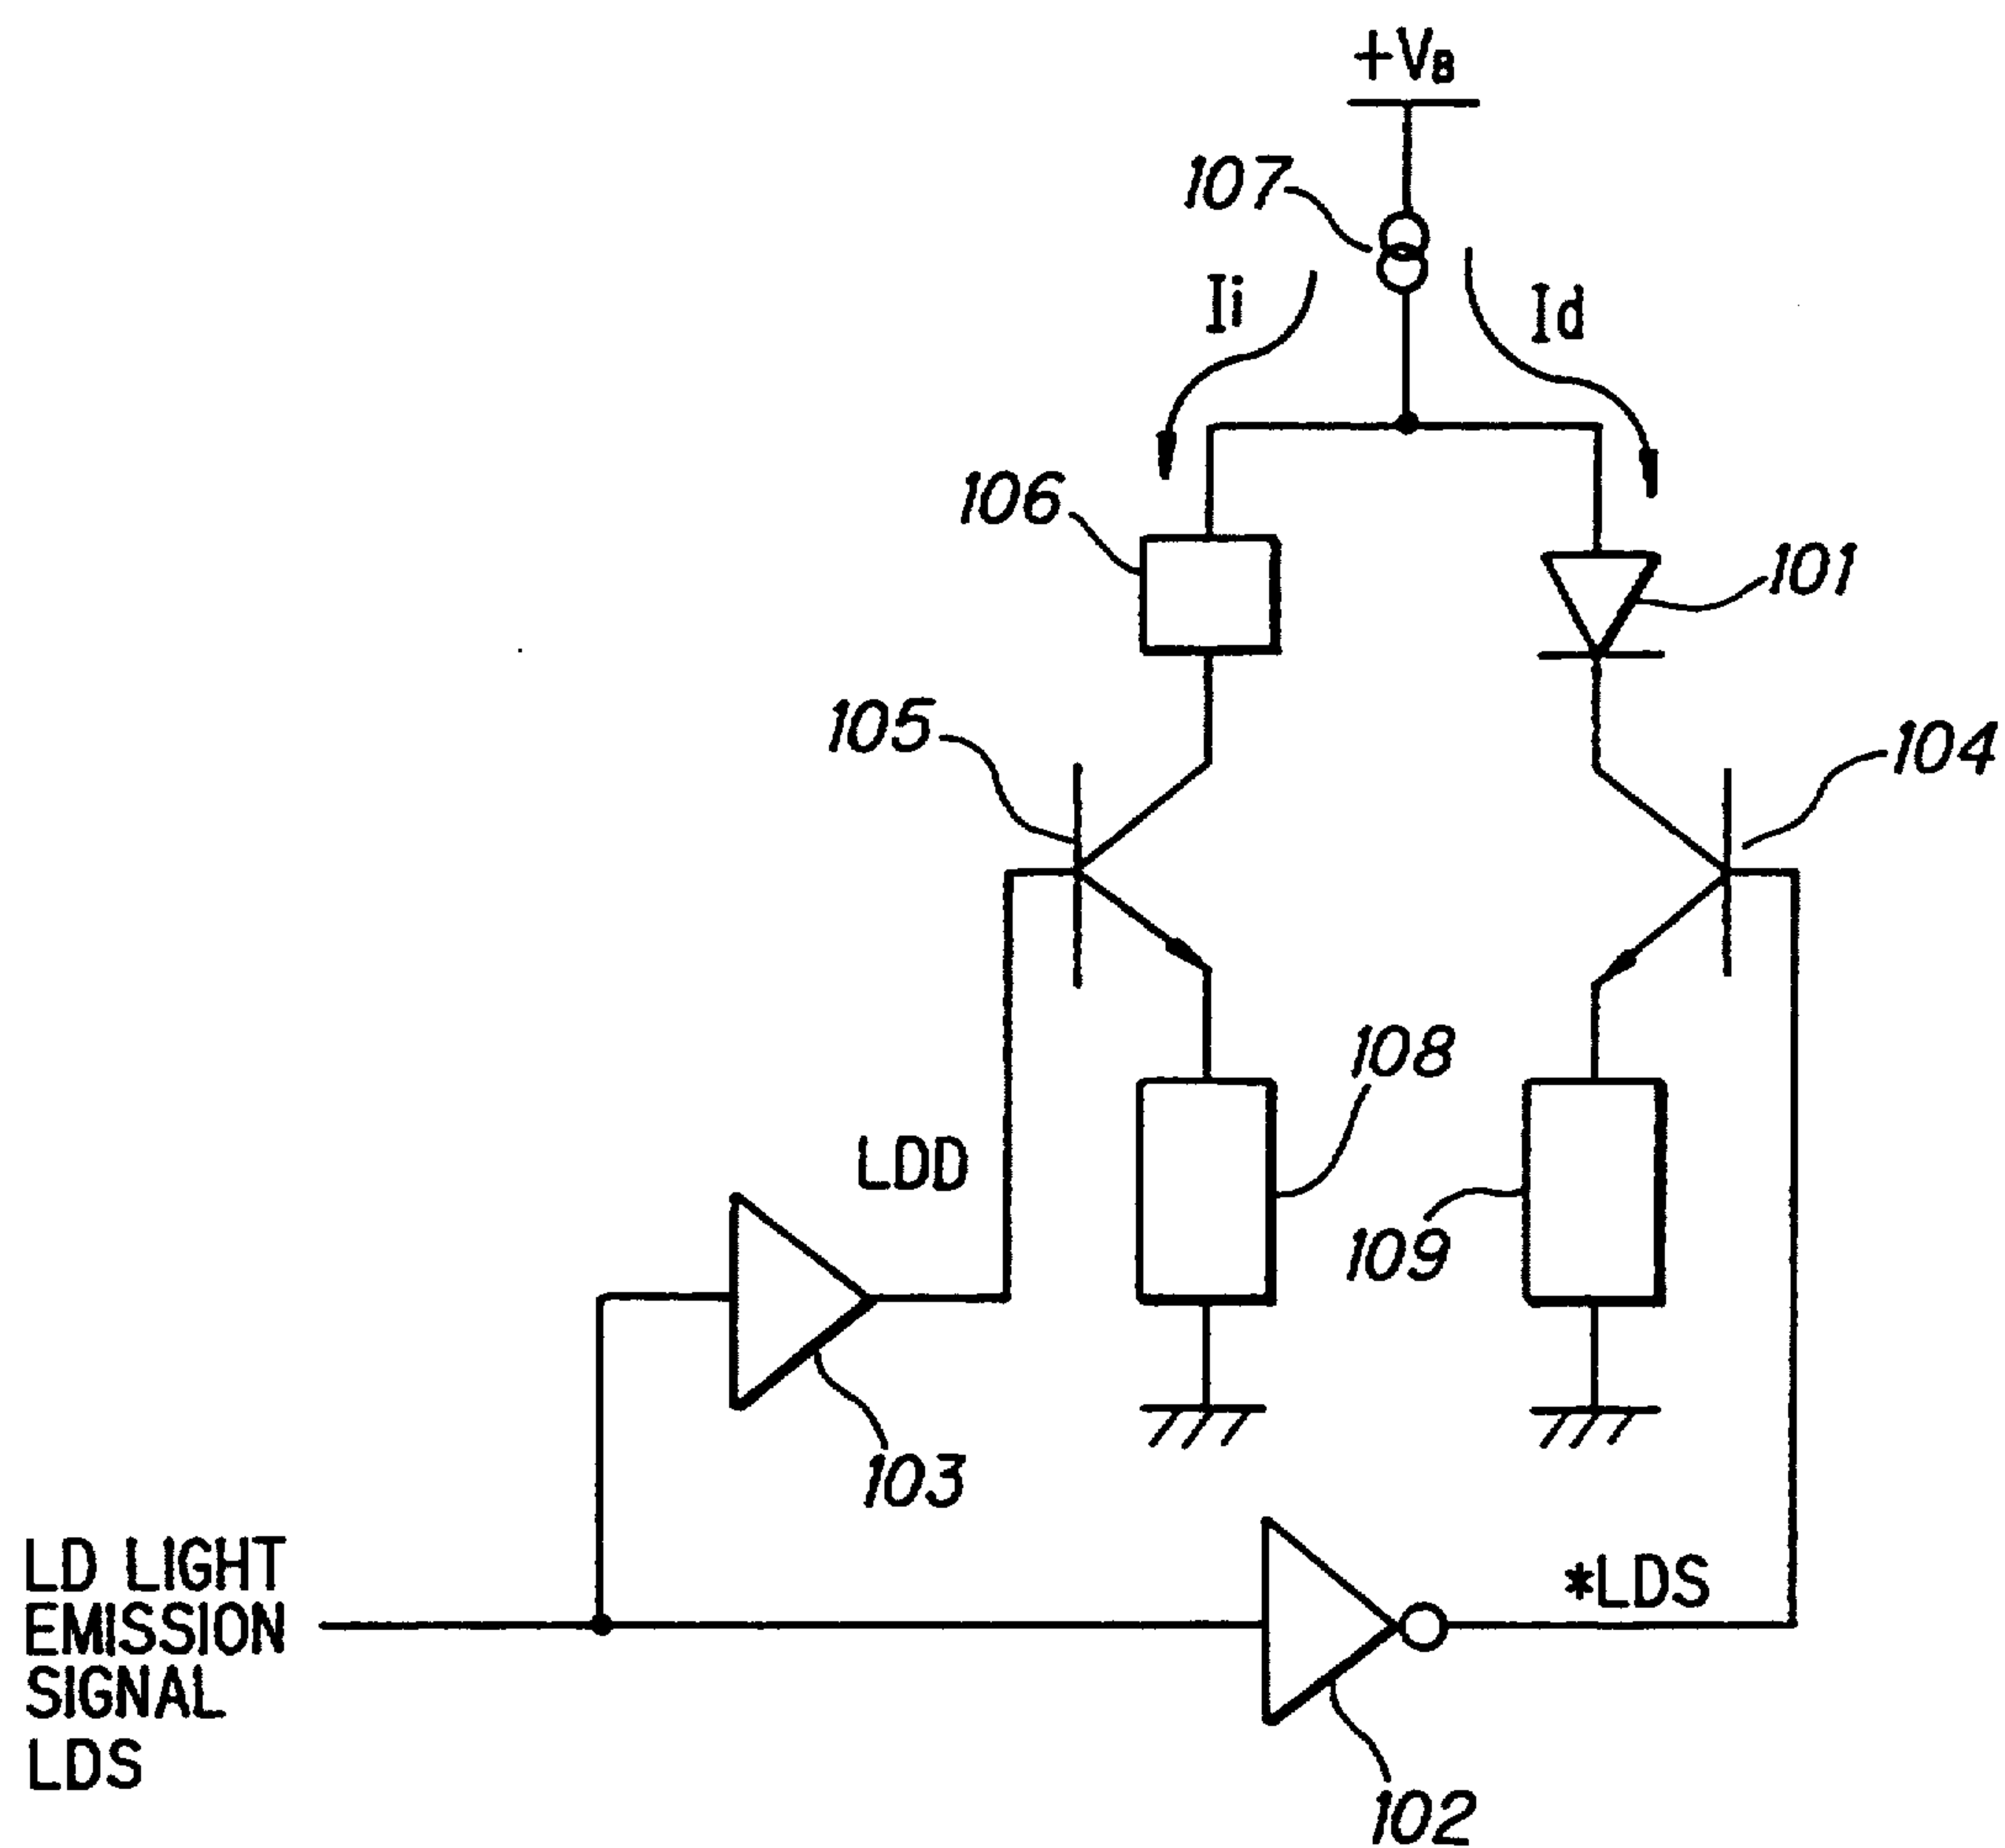 +VB
107
Ii
Id
106
101
105
104
108
LDD
109
103
LD LIGHT
EMISSION
SIGNAL
LDS
*LDS
102